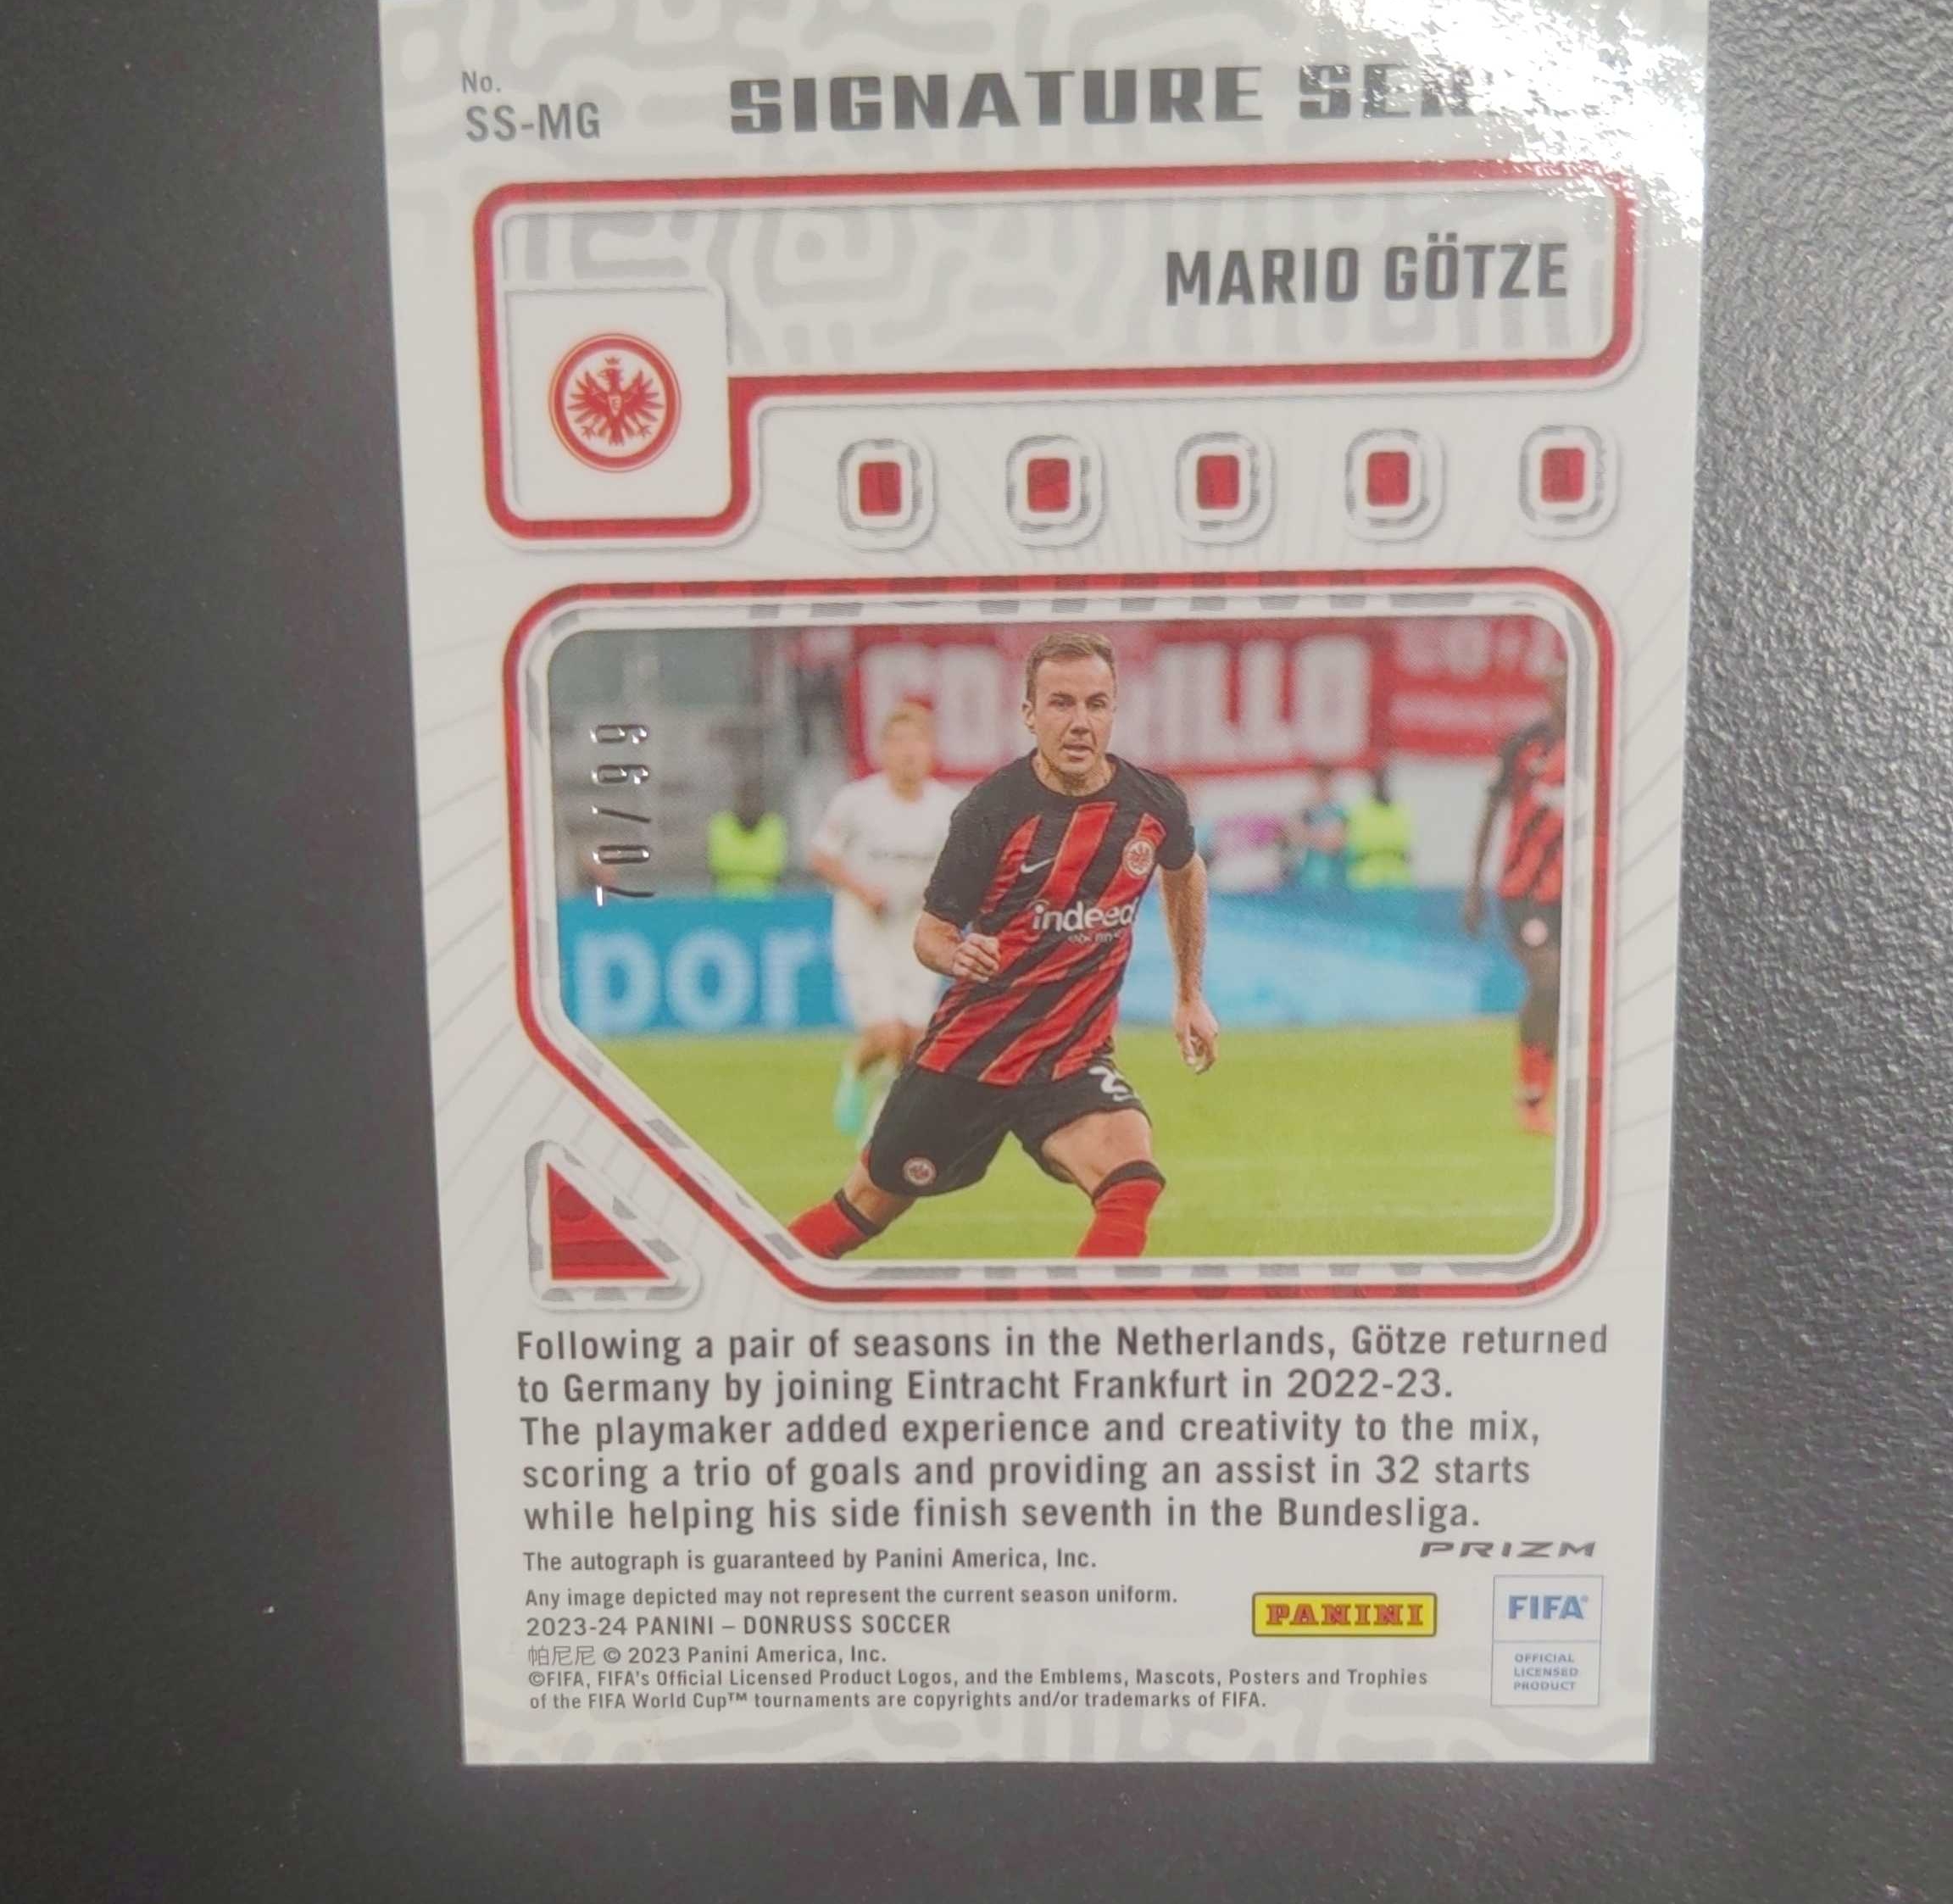 No.
SS-MG
SIGNATURE
MARIO GÖTZE
70/99
indeed
por
Following a pair of seasons in the Netherlands, Götze returned
to Germany by joining Eintracht Frankfurt in 2022-23.
The playmaker added experience and creativity to the mix,
scoring a trio of goals and providing an assist in 32 starts
while helping his side finish seventh in the Bundesliga.
PRIZM
The autograph is guaranteed by Panini America, Inc.
Any image depicted may not represent the current season uniform.
2023-24 PANINI – DONRUSS SOCCER
帕尼尼 © 2023 Panini America, Inc.
©FIFA, FIFA's Official Licensed Product Logos, and the Emblems, Mascots, Posters and Trophies
of the FIFA World Cup™ tournaments are copyrights and/or trademarks of FIFA.
PANINI
FIFA®
OFFICIAL
LICENSED
PRODUCT